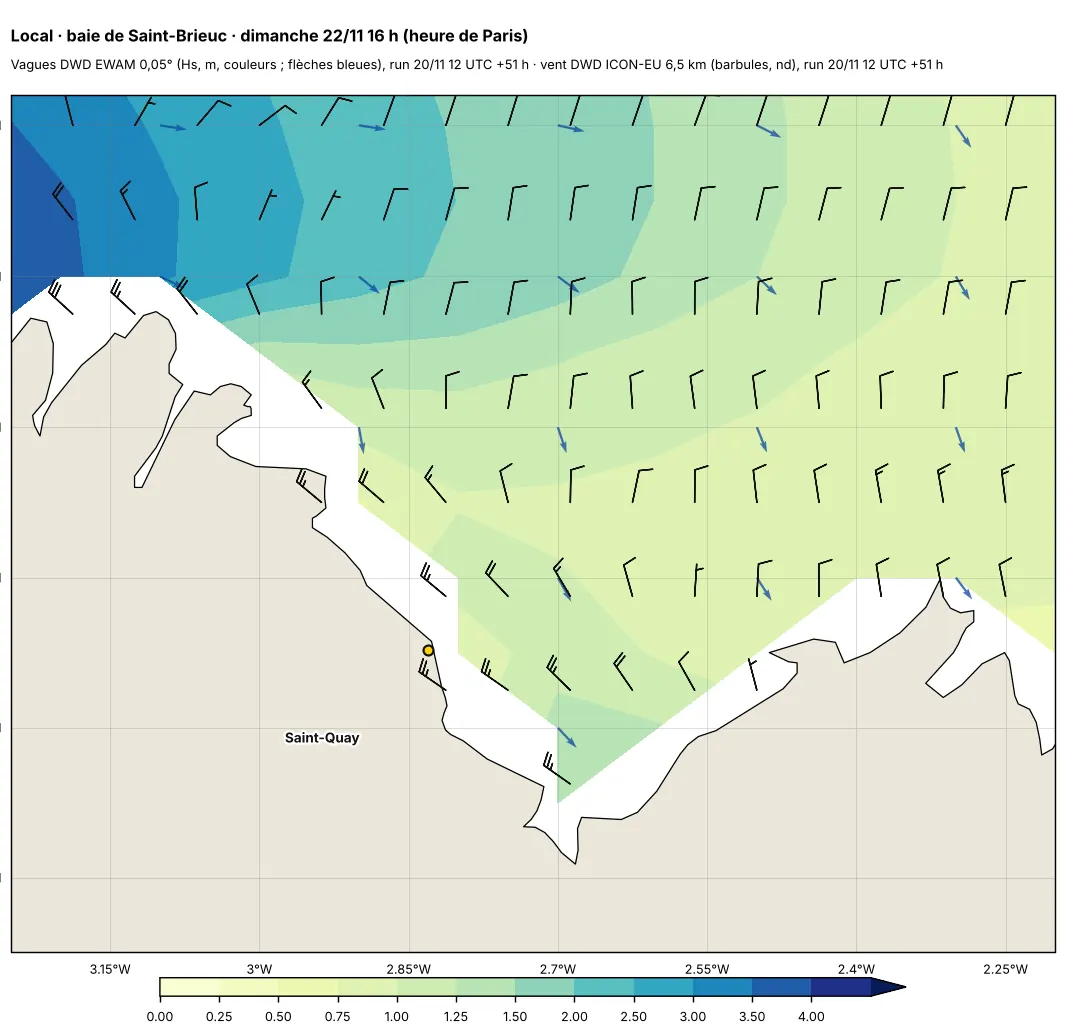 Local · baie de Saint-Brieuc · dimanche 22/11 16 h (heure de Paris)
Vagues DWD EWAM 0,05° (Hs, m, couleurs ; flèches bleues), run 20/11 12 UTC +51 h · vent DWD ICON-EU 6,5 km (barbules, nd), run 20/11 12 UTC +51 h
Saint-Quay
3.15°W 3°W 2.85°W 2.7°W 2.55°W 2.4°W 2.25°W
0.00 0.25 0.50 0.75 1.00 1.25 1.50 2.00 2.50 3.00 3.50 4.00